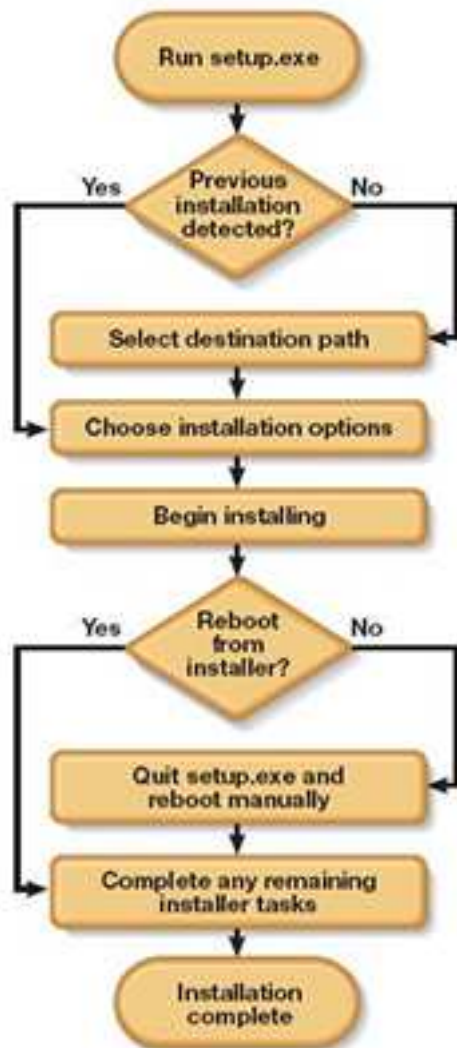 Run setup.exe
Yes
Previous
installation
detected?
No
Select destination path
Choose installation options
Begin installing
Yes
Reboot
from
installer?
No
Quit setup.exe and
reboot manually
Complete any remaining
installer tasks
Installation
complete